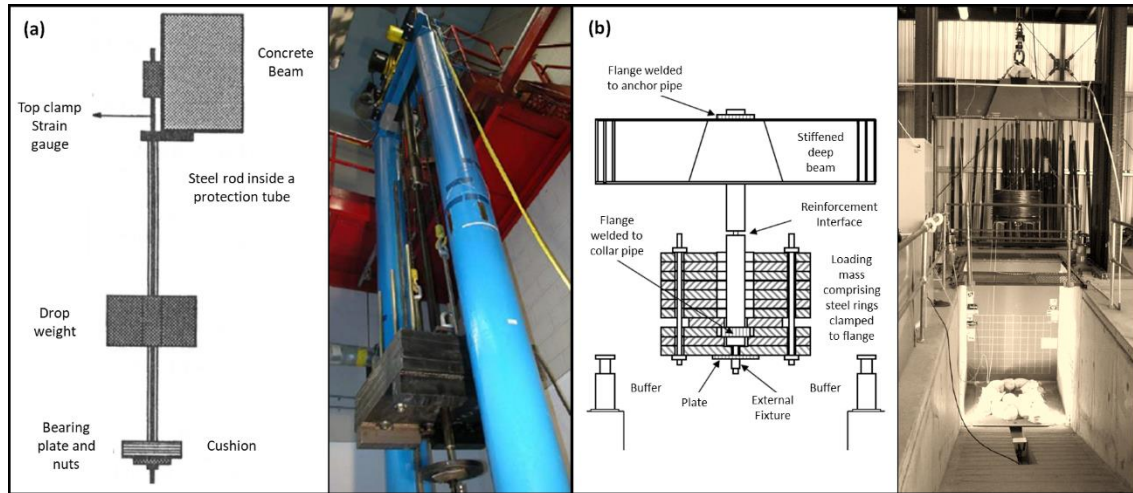 (a)
Concrete
Beam
Top clamp
Strain
gauge
Steel rod inside a
protection tube
Drop
weight
Bearing
plate and
nuts
Cushion
(b)
Flange welded
to anchor pipe
Stiffened
deep
beam
Reinforcement
Interface
Flange
welded to
collar pipe
Loading
mass
comprising
steel rings
clamped
to flange
Buffer
Plate
External
Fixture
Buffer